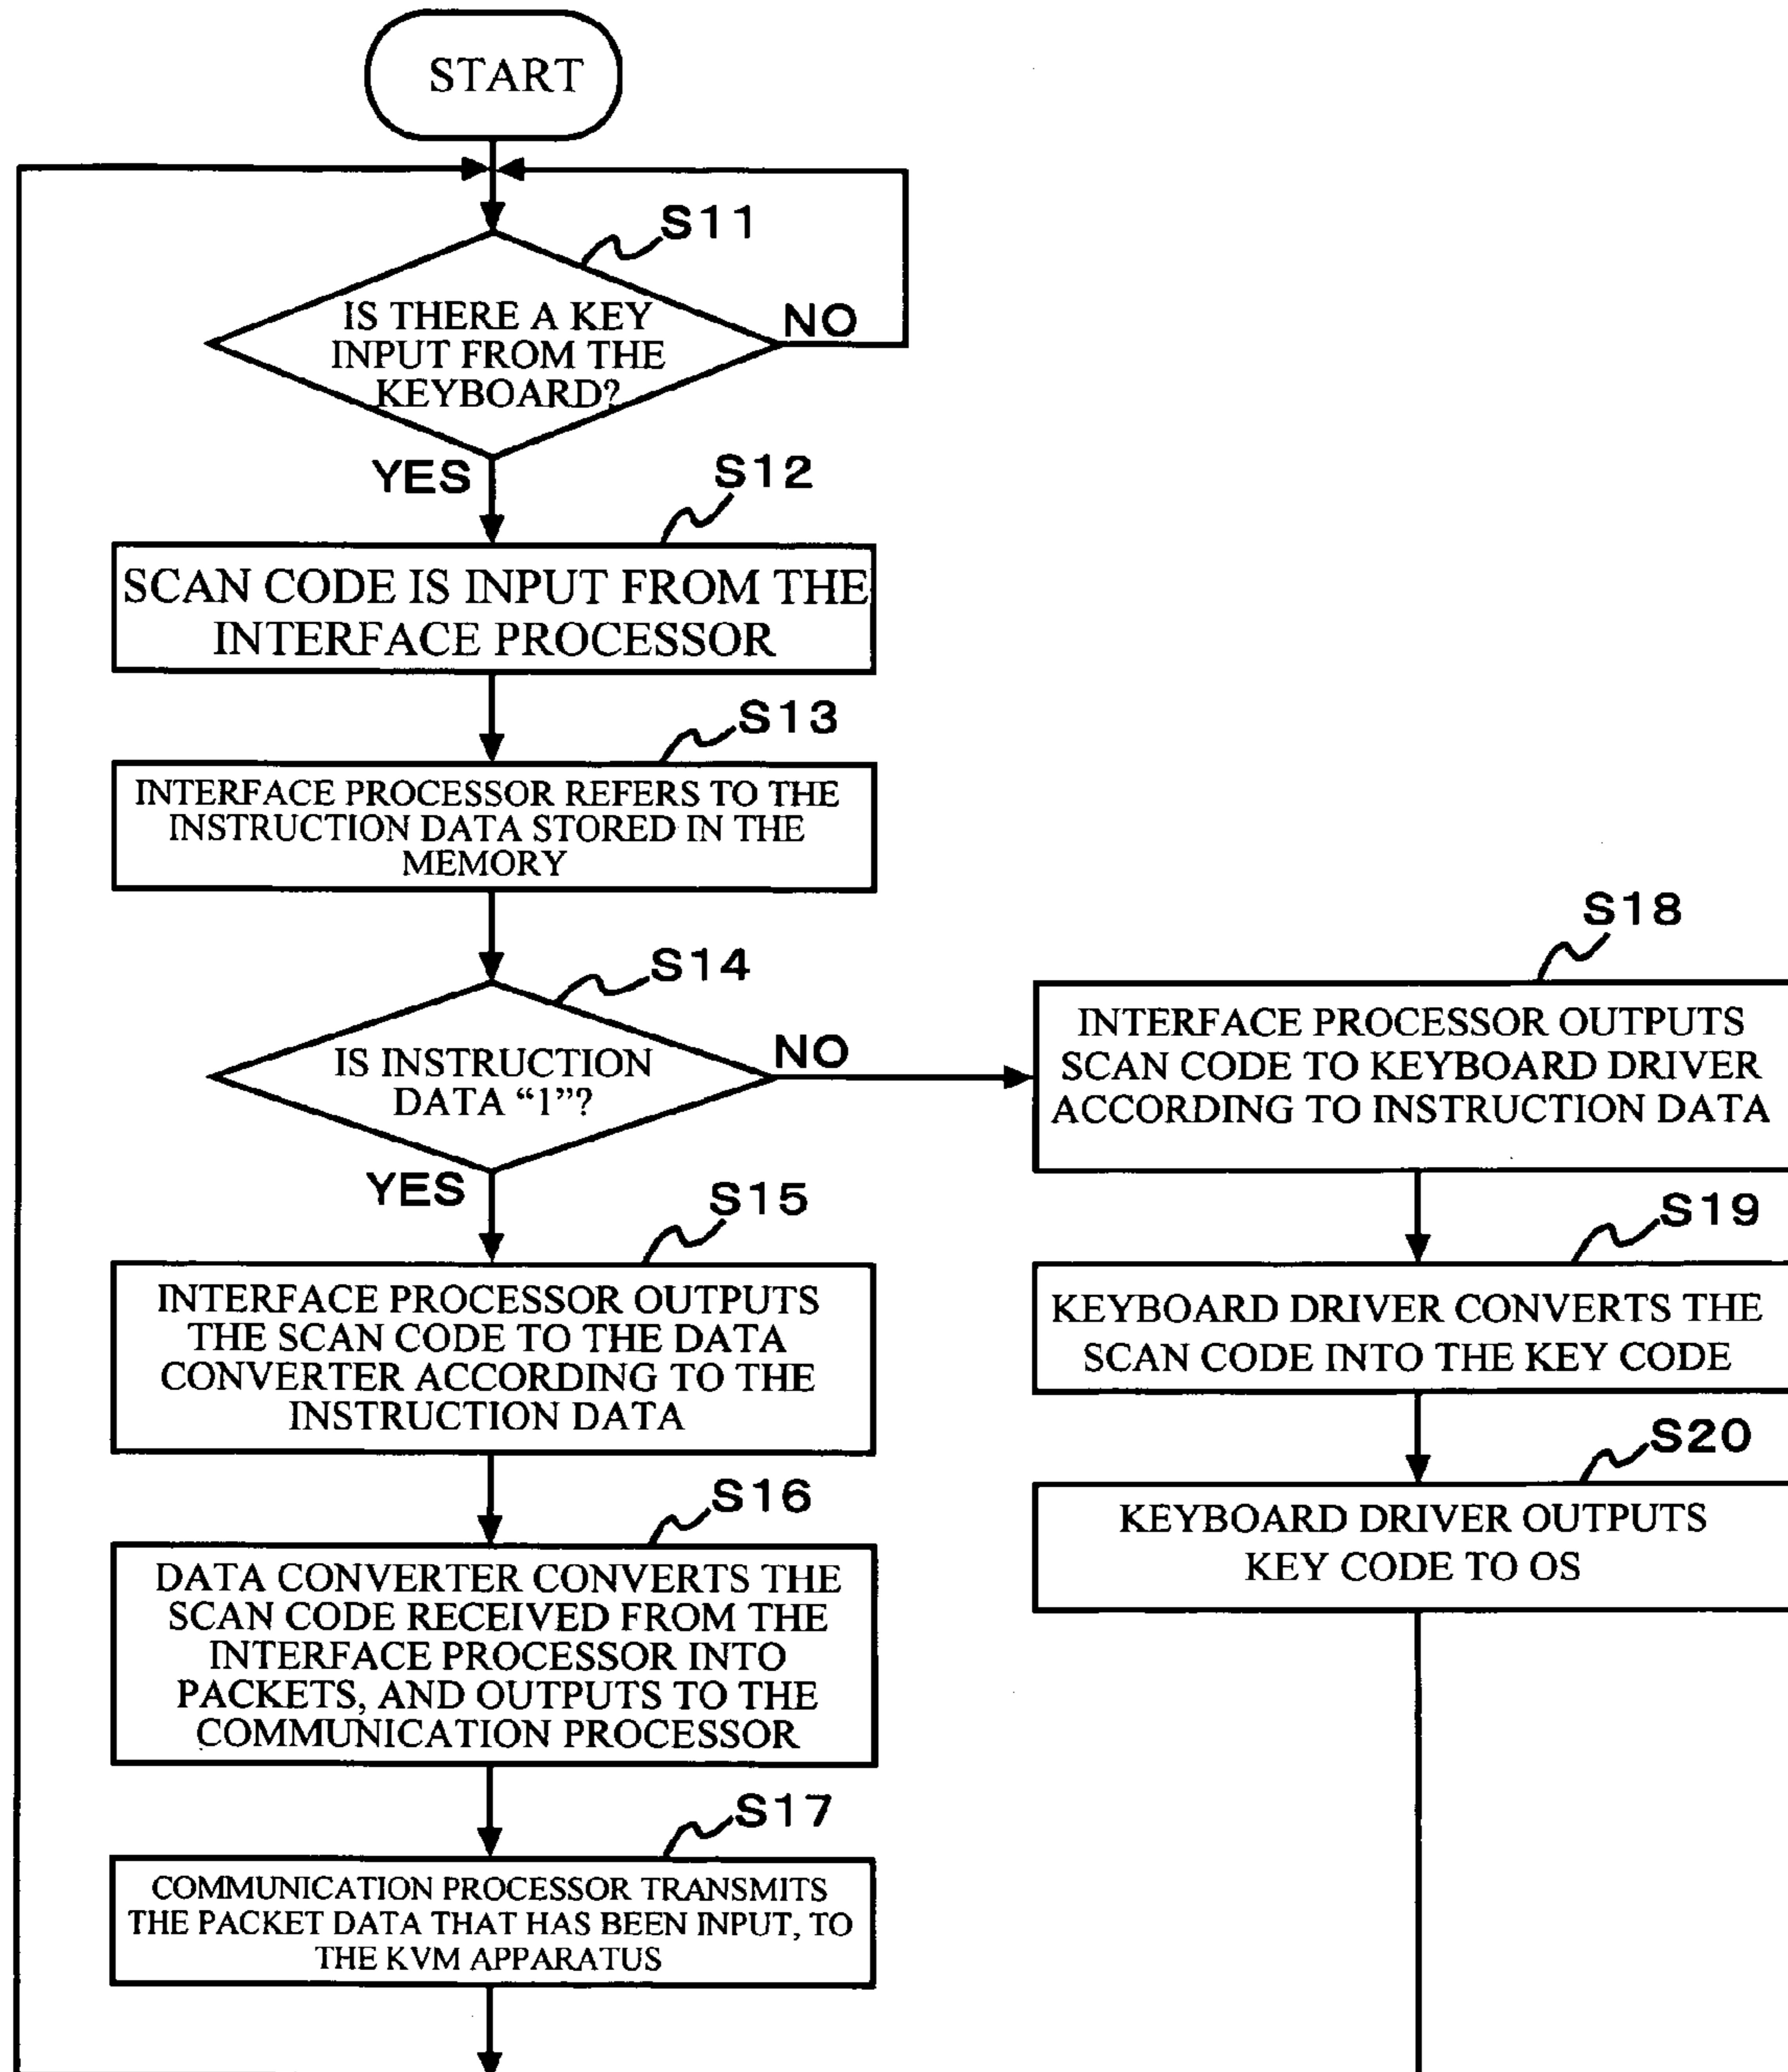 START
S11
IS THERE A KEY
INPUT FROM THE
KEYBOARD?
NO
YES
S12
SCAN CODE IS INPUT FROM THE
INTERFACE PROCESSOR
S13
INTERFACE PROCESSOR REFERS TO THE
INSTRUCTION DATA STORED IN THE
MEMORY
S14
IS INSTRUCTION
DATA “1”?
NO
YES
S15
INTERFACE PROCESSOR OUTPUTS
THE SCAN CODE TO THE DATA
CONVERTER ACCORDING TO THE
INSTRUCTION DATA
S16
DATA CONVERTER CONVERTS THE
SCAN CODE RECEIVED FROM THE
INTERFACE PROCESSOR INTO
PACKETS, AND OUTPUTS TO THE
COMMUNICATION PROCESSOR
S17
COMMUNICATION PROCESSOR TRANSMITS
THE PACKET DATA THAT HAS BEEN INPUT, TO
THE KVM APPARATUS
S18
INTERFACE PROCESSOR OUTPUTS
SCAN CODE TO KEYBOARD DRIVER
ACCORDING TO INSTRUCTION DATA
S19
KEYBOARD DRIVER CONVERTS THE
SCAN CODE INTO THE KEY CODE
S20
KEYBOARD DRIVER OUTPUTS
KEY CODE TO OS